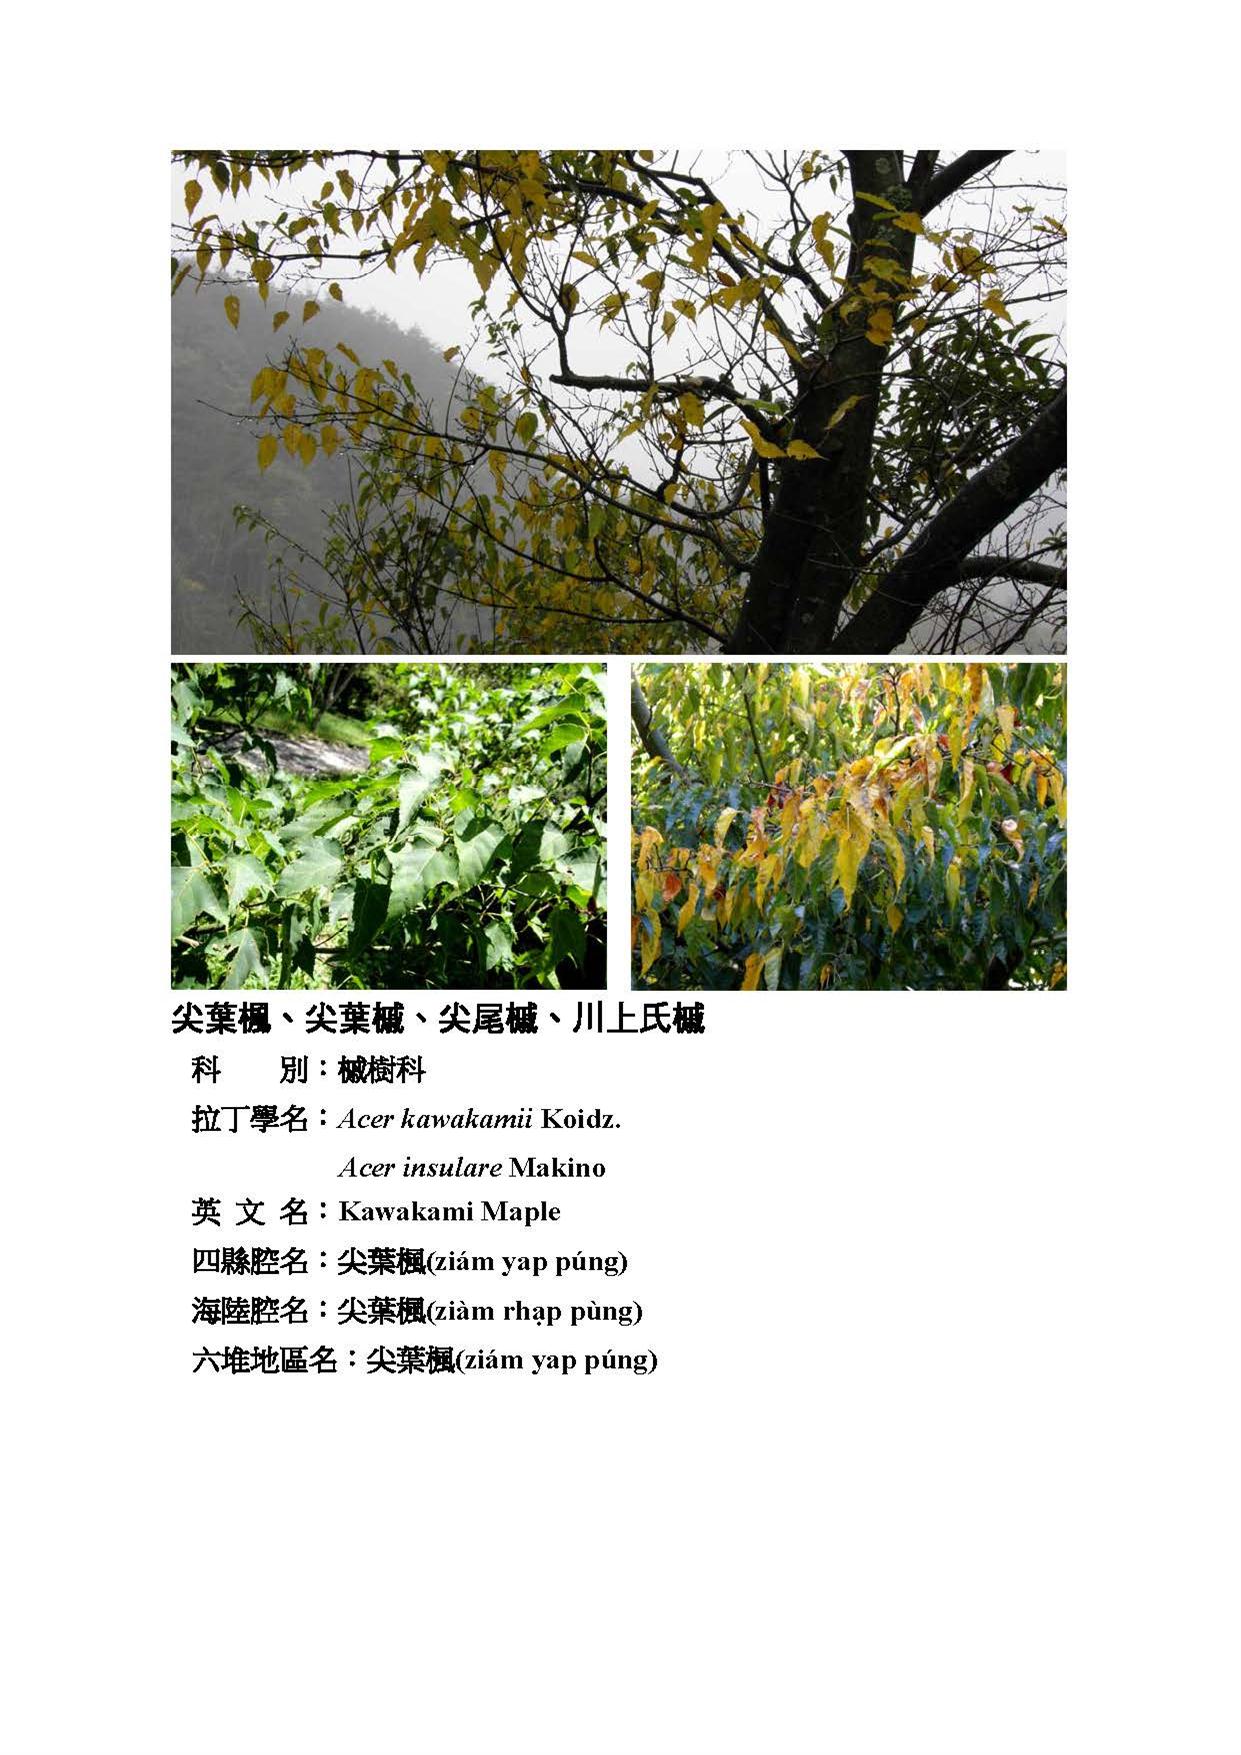 尖葉楓、尖葉槭、尖尾槭、川上氏槭
科　　別：槭樹科
拉丁學名：Acer kawakamii Koidz.
Acer insulare Makino
英 文 名：Kawakami Maple
四縣腔名：尖葉楓(ziám yap púng)
海陸腔名：尖葉楓(ziàm rhạp pùng)
六堆地區名：尖葉楓(ziám yap púng)